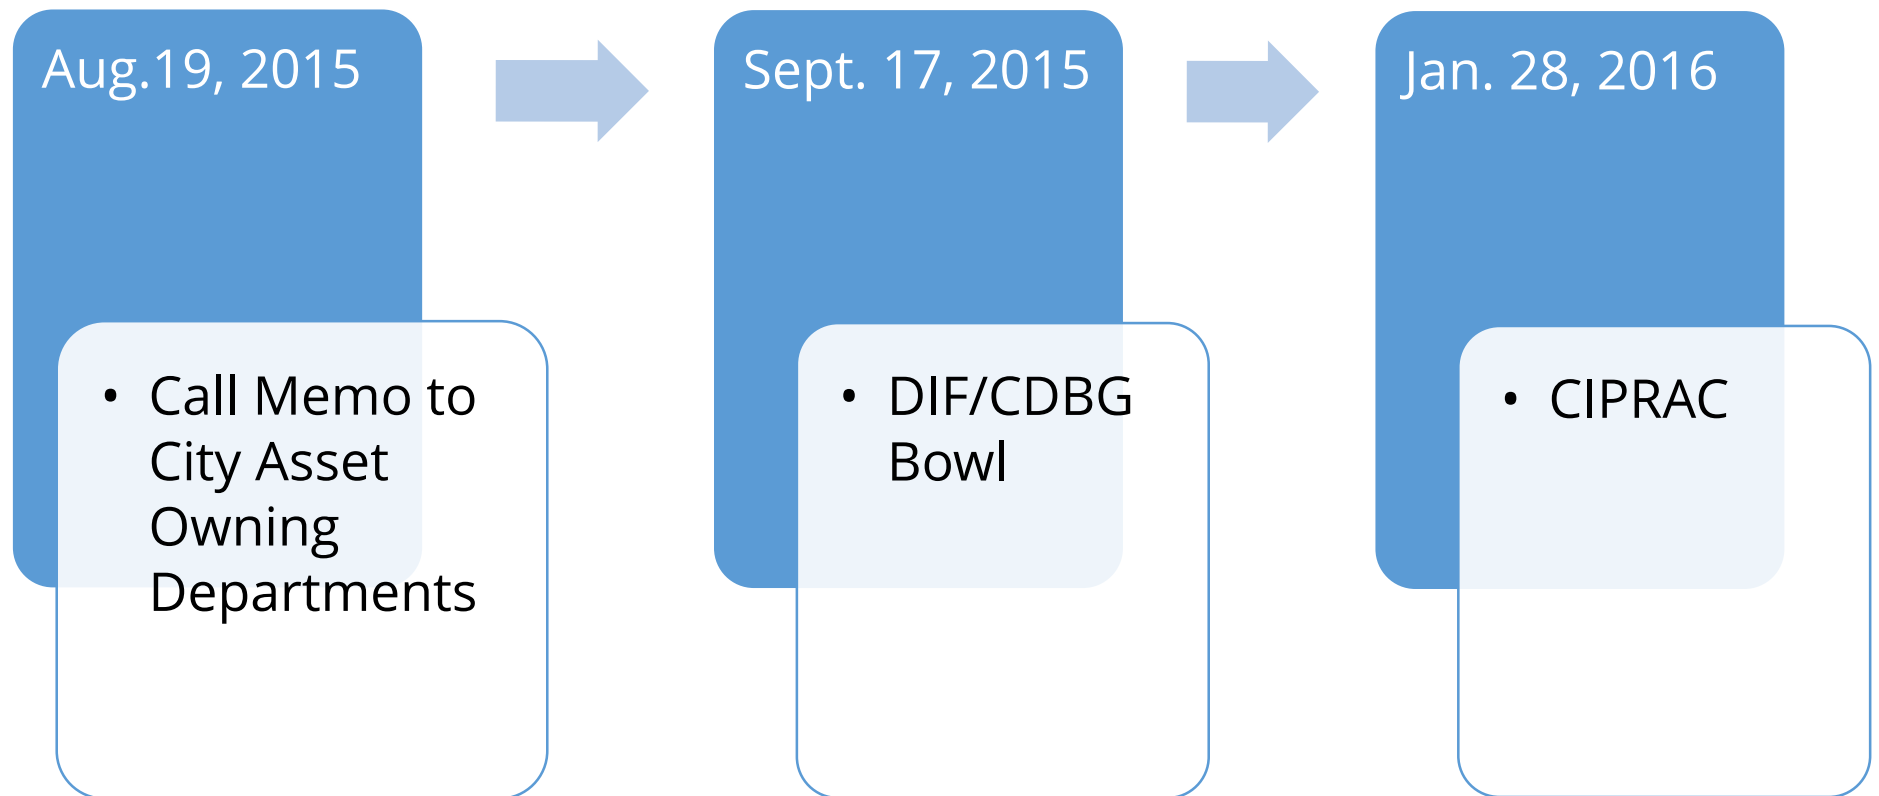 Aug.19, 2015
Sept. 17, 2015
Jan. 28, 2016
• Call Memo to
City Asset
Owning
Departments
• DIF/CDBG
Bowl
• CIPRAC